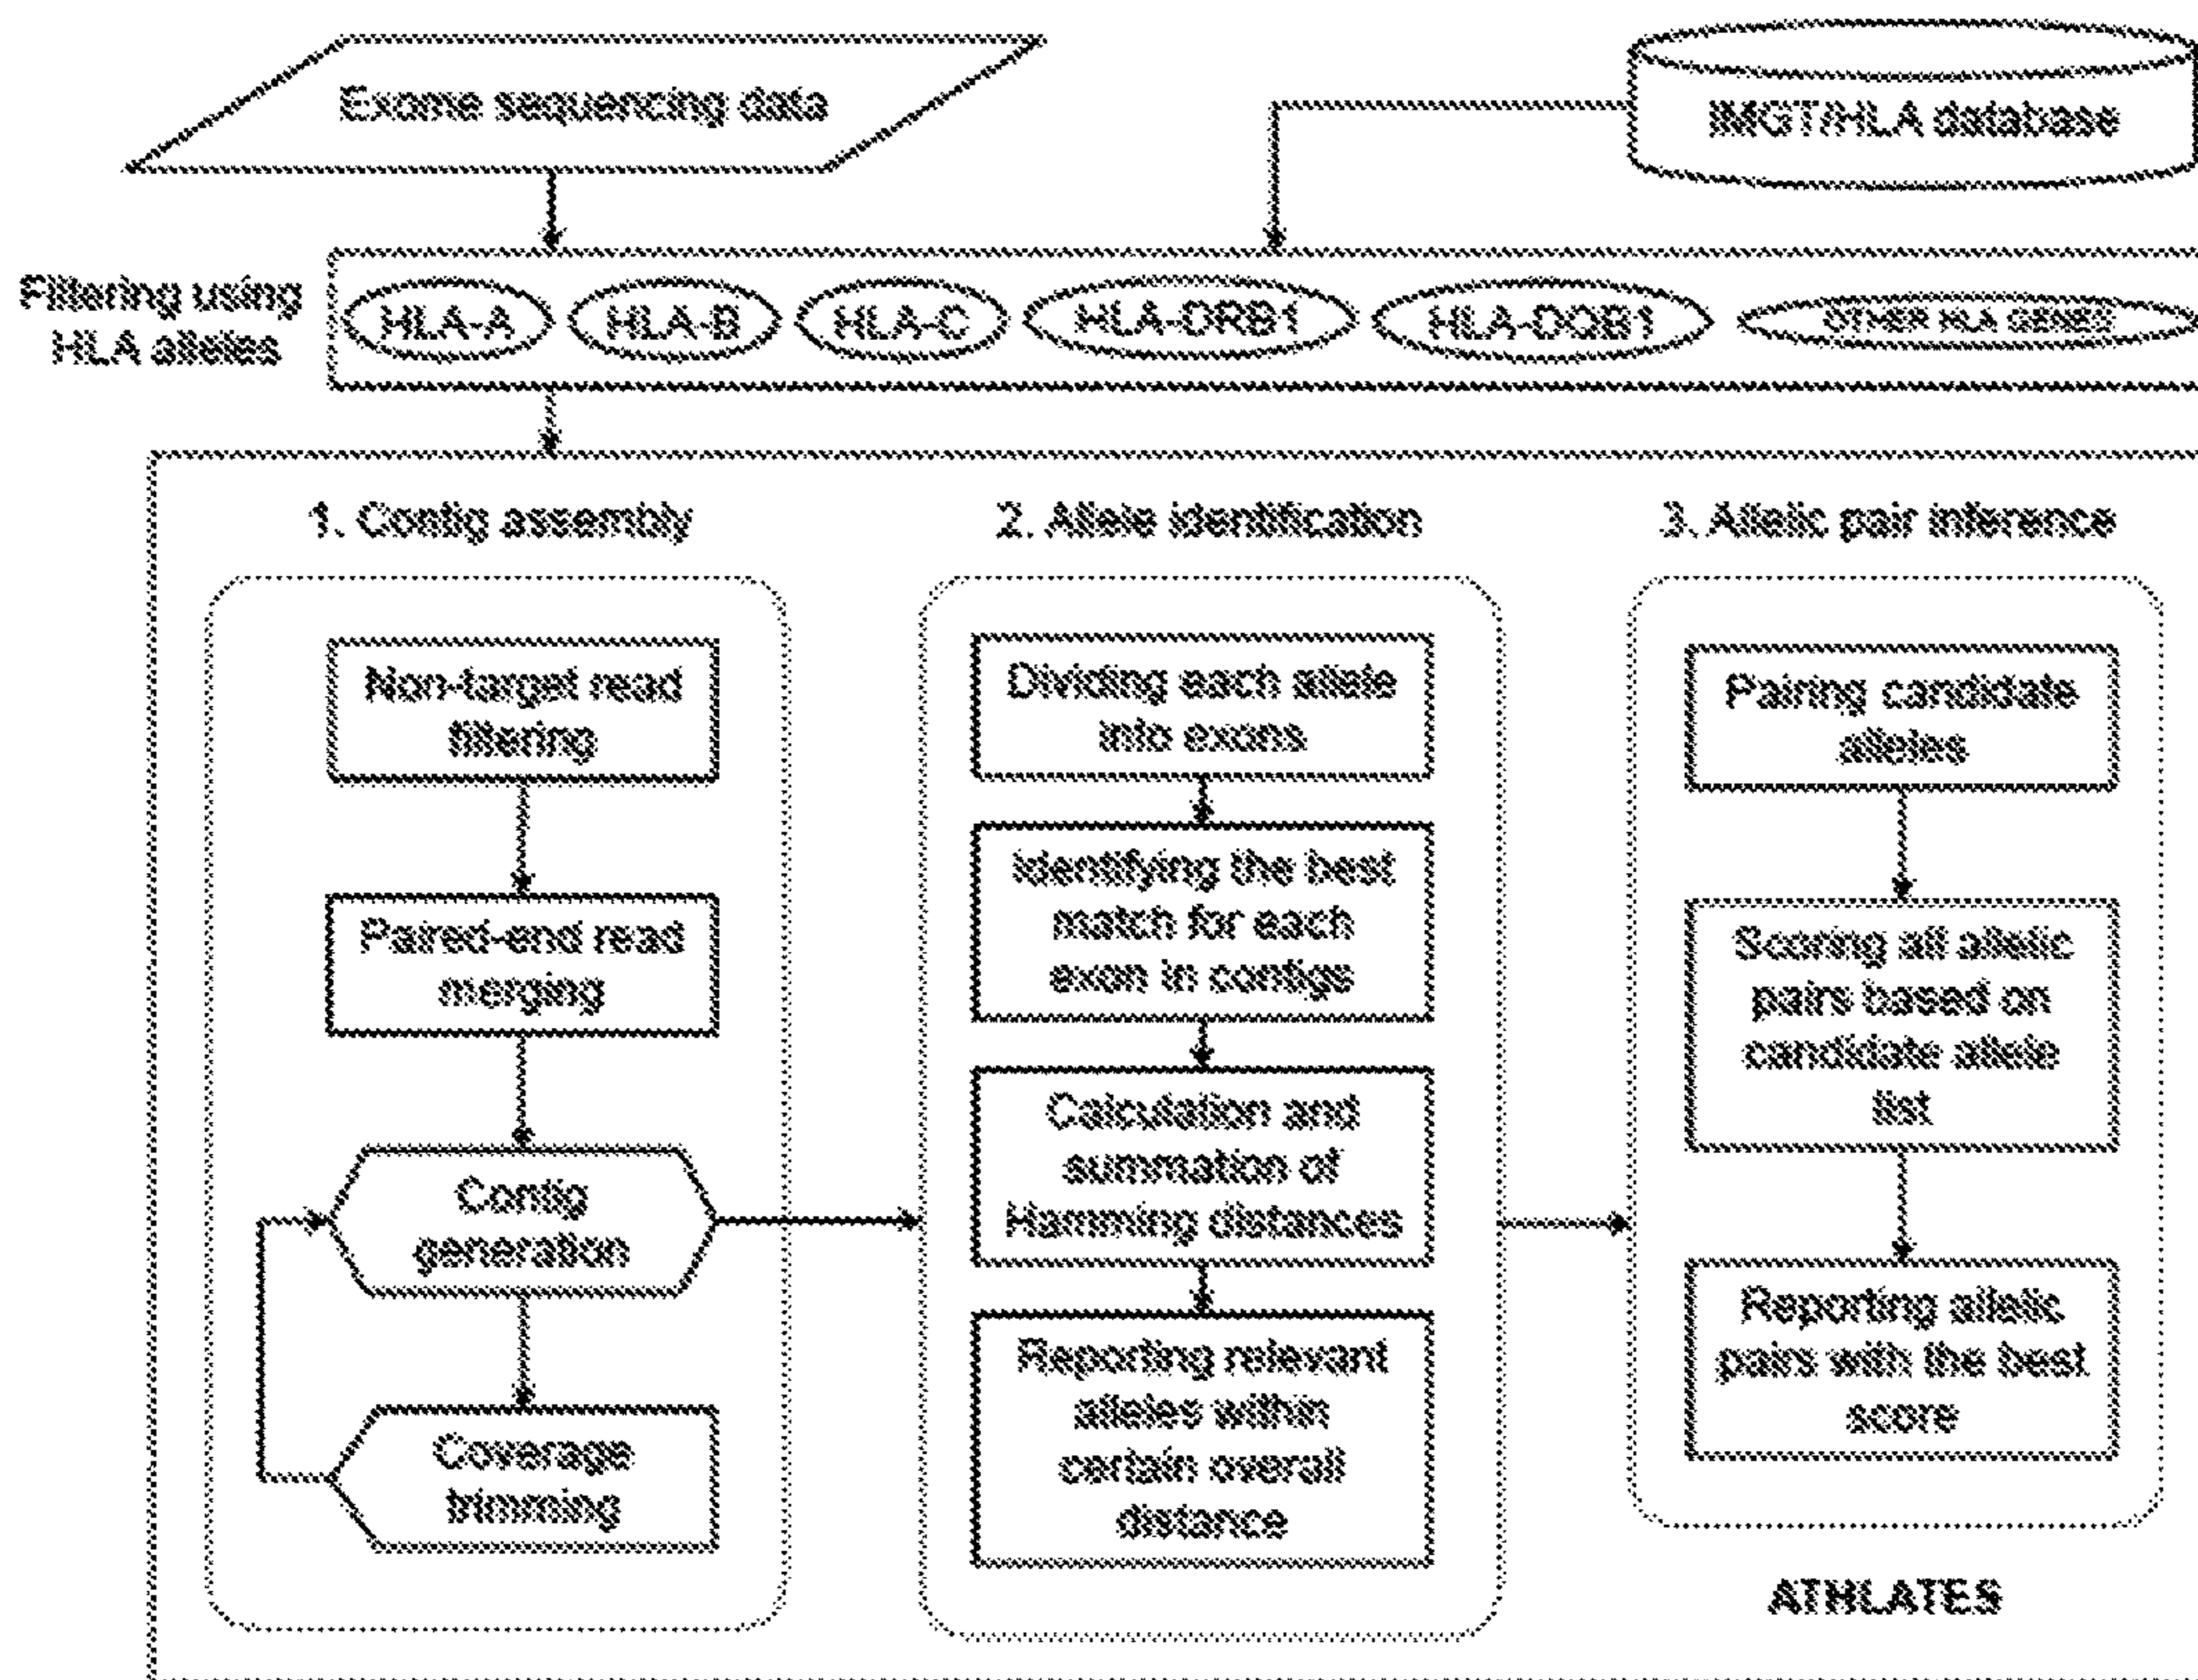 Exome sequencing data
IMGT/HLA database
Filtering using
HLA alleles
HLA-A
HLA-B
HLA-C
HLA-DRB1
HLA-DQB1
OTHER HLA GENES
1. Contig assembly
Non-target read
filtering
Paired-end read
merging
Contig
generation
Coverage
trimming
2. Allele identification
Dividing each allele
into exons
Identifying the best
match for each
exon in contigs
Calculation and
summation of
Hamming distances
Reporting relevant
alleles within
certain overall
distance
3. Allelic pair inference
Pairing candidate
alleles
Scoring all allelic
pairs based on
candidate allele
list
Reporting allelic
pairs with the best
score
ATHLATES